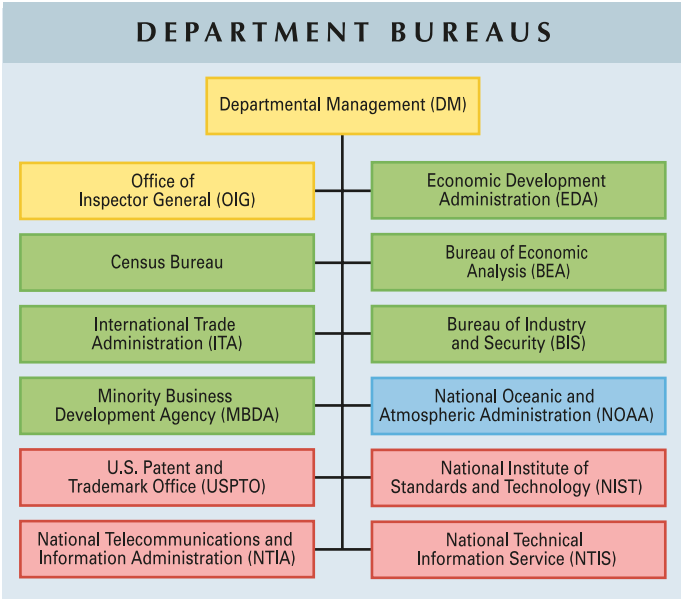 DEPARTMENT BUREAUS
Departmental Management (DM)
Office of
Inspector General (OIG)
Economic Development
Administration (EDA)
Census Bureau
Bureau of Economic
Analysis (BEA)
International Trade
Administration (ITA)
Bureau of Industry
and Security (BIS)
Minority Business
Development Agency (MBDA)
National Oceanic and
Atmospheric Administration (NOAA)
U.S. Patent and
Trademark Office (USPTO)
National Institute of
Standards and Technology (NIST)
National Telecommunications and
Information Administration (NTIA)
National Technical
Information Service (NTIS)